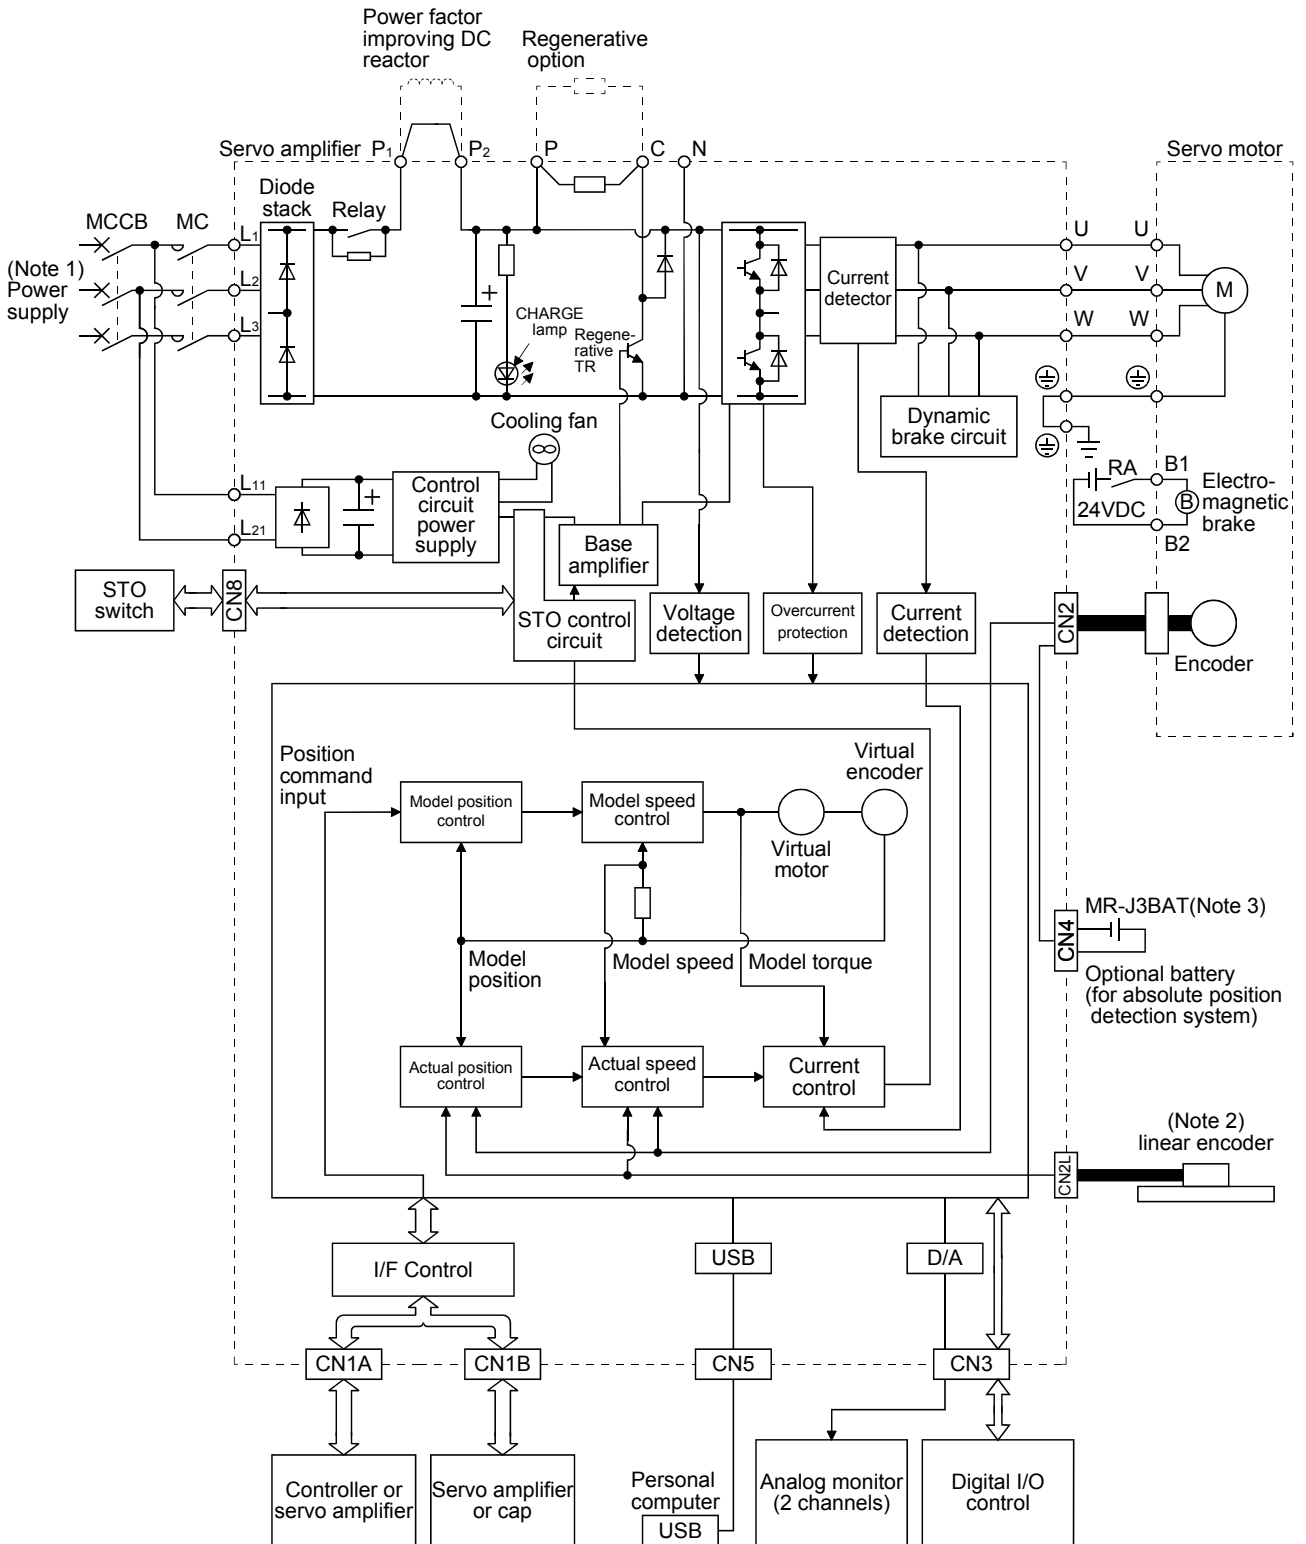 Power factor
improving DC
reactor
Regenerative
option
Servo amplifier
P1
P2
P
C
N
Servo motor
Diode
stack
Relay
MCCB
MC
L1
L2
L3
(Note 1)
Power
supply
CHARGE
lamp
Regene-
rative
TR
Current
detector
U
V
W
U
V
W
M
Dynamic
brake circuit
Cooling fan
RA
24VDC
B1
B
B2
Electro-
magnetic
brake
L11
L21
Control
circuit
power
supply
Base
amplifier
STO
switch
CN8
STO control
circuit
Voltage
detection
Overcurrent
protection
Current
detection
CN2
Encoder
Position
command
input
Model position
control
Model speed
control
Virtual
encoder
Virtual
motor
Model
position
Model speed
Model torque
CN4
MR-J3BAT(Note 3)
Optional battery
(for absolute position
detection system)
Actual position
control
Actual speed
control
Current
control
(Note 2)
linear encoder
CN2L
I/F Control
USB
D/A
CN1A
CN1B
CN5
CN3
Controller or
servo amplifier
Servo amplifier
or cap
Personal
computer
USB
Analog monitor
(2 channels)
Digital I/O
control